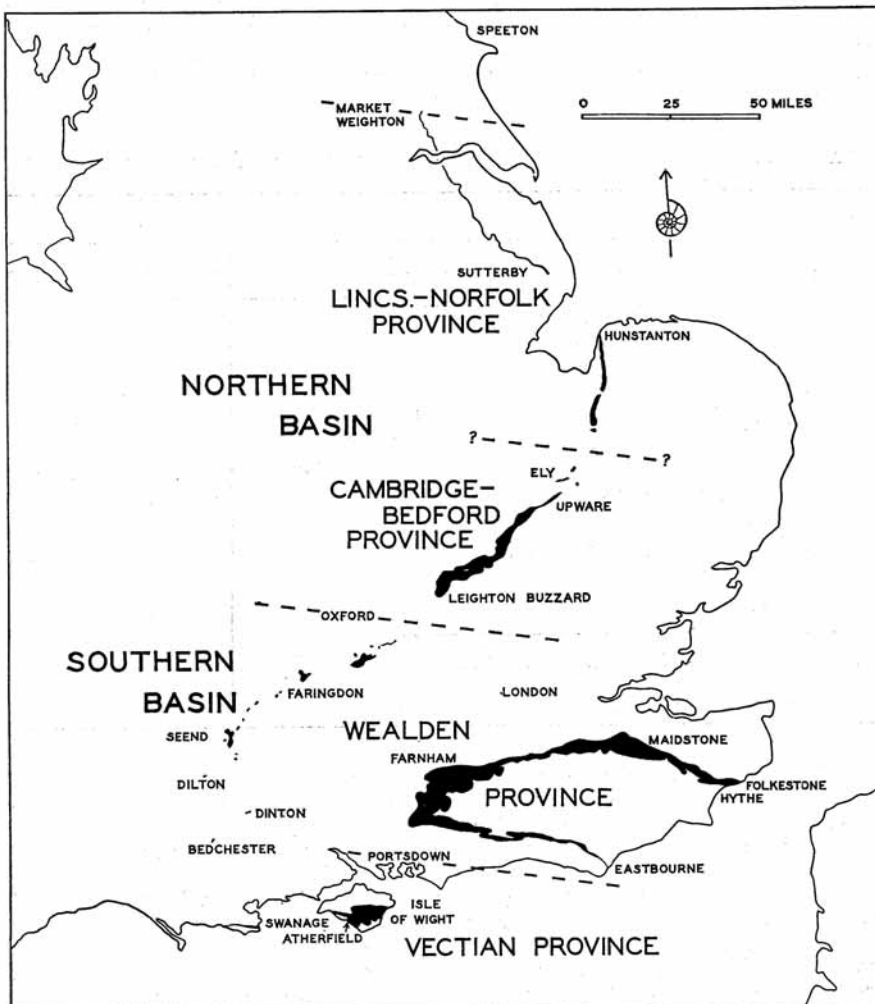 SPEETON
0 25 50 MILES
MARKET
WEIGHTON
SUTTERBY
LINCS.–NORFOLK
PROVINCE
HUNSTANTON
NORTHERN
BASIN
? ?
ELY
CAMBRIDGE–
BEDFORD
PROVINCE
UPWARE
LEIGHTON BUZZARD
OXFORD
SOUTHERN
BASIN
FARINGDON
LONDON
SEEND
WEALDEN
PROVINCE
MAIDSTONE
FARNHAM
FOLKESTONE
HYTHE
DILTON
DINTON
BEDCHESTER
PORTSDOWN
EASTBOURNE
ISLE
OF WIGHT
SWANAGE
ATHERFIELD
VECTIAN PROVINCE